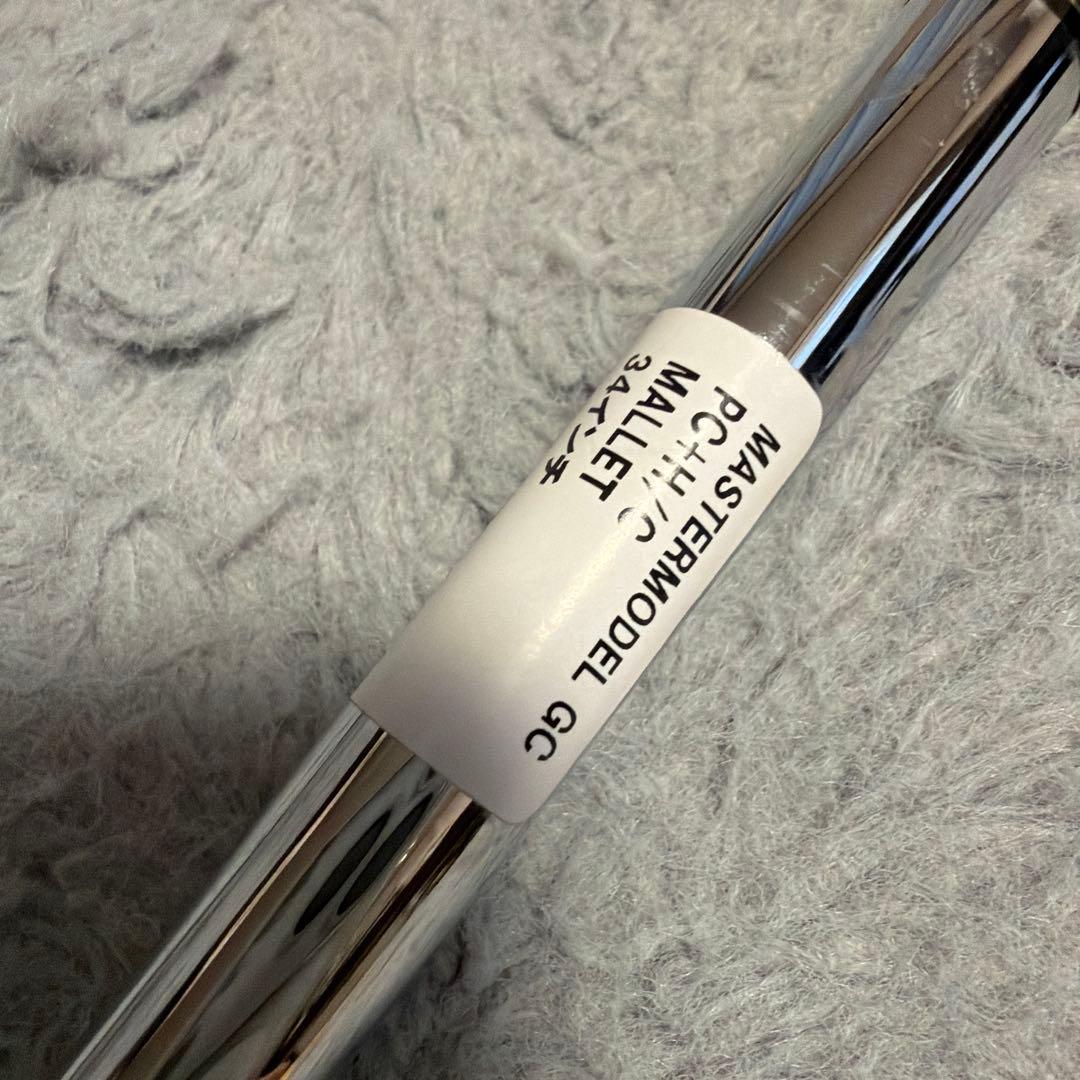 MASTERMODEL GC
PC+H/C
MALLET
34インチ